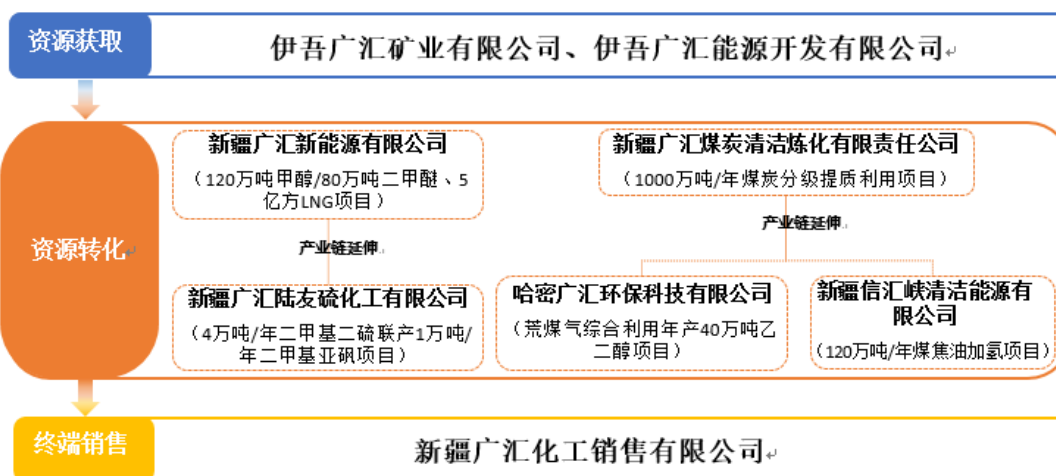 资源获取
伊吾广汇矿业有限公司、伊吾广汇能源开发有限公司
资源转化
新疆广汇新能源有限公司
（120万吨甲醇/80万吨二甲醚、5
亿方LNG项目）
产业链延伸
新疆广汇陆友硫化工有限公司
（4万吨/年二甲基二硫联产1万吨/
年二甲基亚砜项目）
新疆广汇煤炭清洁炼化有限责任公司
（1000万吨/年煤炭分级提质利用项目）
产业链延伸
哈密广汇环保科技有限公司
（荒煤气综合利用年产40万吨乙
二醇项目）
新疆信汇峡清洁能源有
限公司
（120万吨/年煤焦油加氢项目）
终端销售
新疆广汇化工销售有限公司